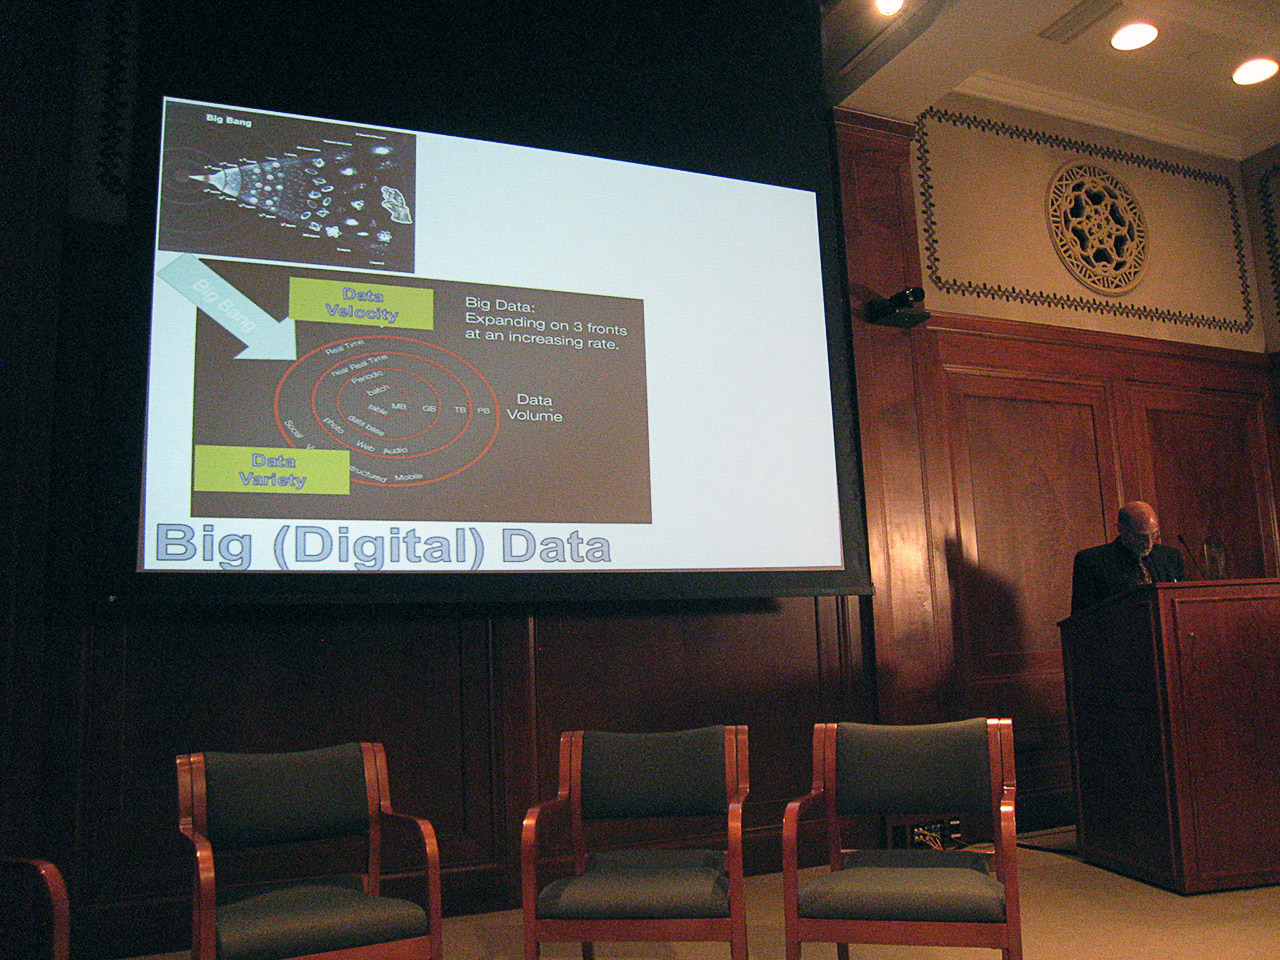 Big Bang
Big Bang
Data
Velocity
Big Data:
Expanding on 3 fronts
at an increasing rate.
Real Time
near Real Time
Periodic
batch
table
MB GB TB PB
Data
Volume
data base
photo Web Audio
Social
Mobile
Data
Variety
Big (Digital) Data